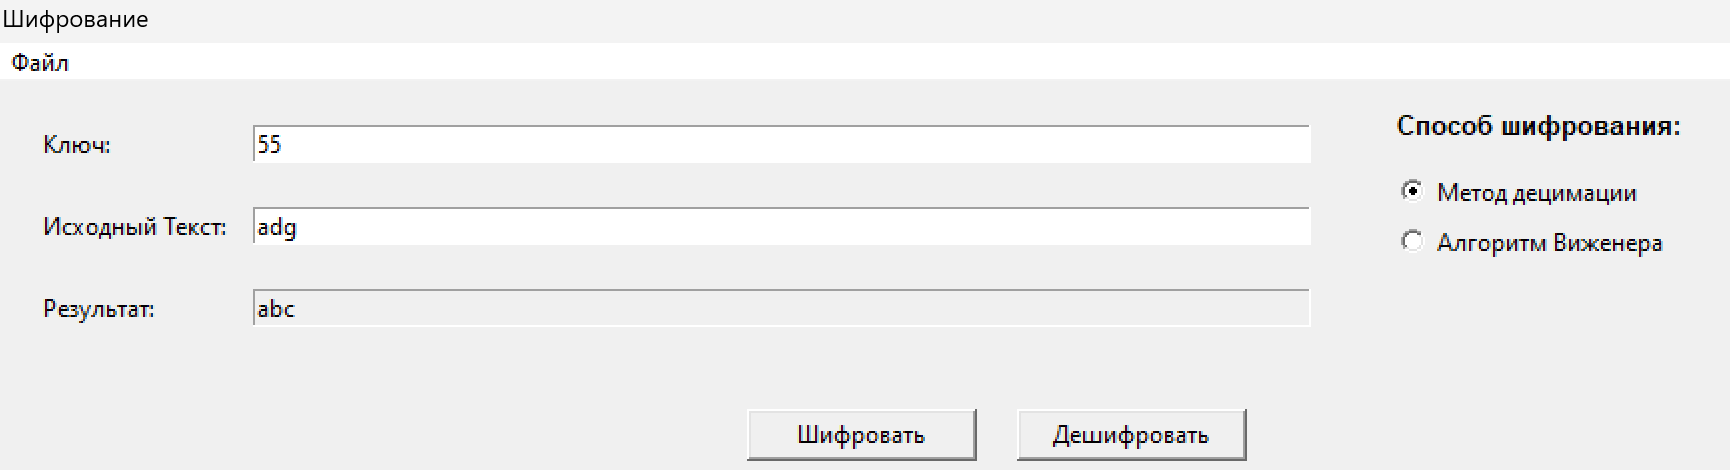 Шифрование
Файл
Ключ: 55
Исходный Текст: adg
Результат: abc
Способ шифрования:
Метод децимации
Алгоритм Виженера
Шифровать Дешифровать